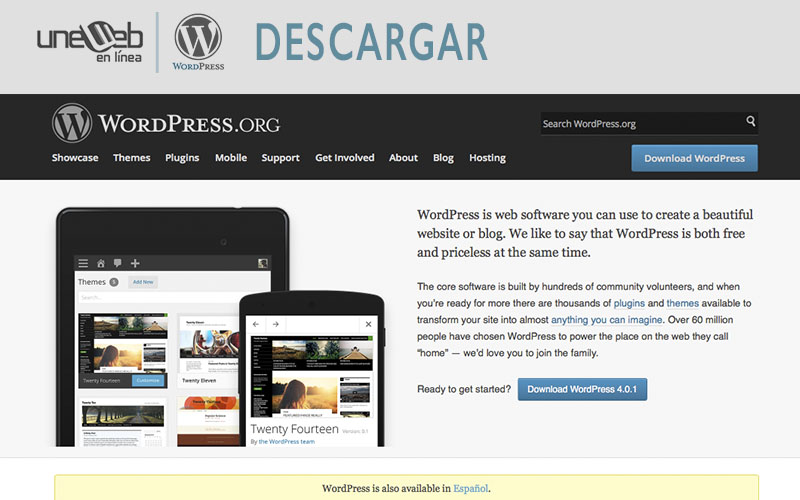 uneWeb
en línea
WORDPRESS
DESCARGAR
WORDPRESS.ORG
Search WordPress.org
Showcase Themes Plugins Mobile Support Get Involved About Blog Hosting
Download WordPress
WordPress is web software you can use to create a beautiful
website or blog. We like to say that WordPress is both free
and priceless at the same time.
The core software is built by hundreds of community volunteers, and when
you're ready for more there are thousands of plugins and themes available to
transform your site into almost anything you can imagine. Over 60 million
people have chosen WordPress to power the place on the web they call
“home” — we'd love you to join the family.
Ready to get started? Download WordPress 4.0.1
Themes 5 Add New
Search...
Twenty Fourteen Customize
Twenty Eleven
Twenty Fourteen Version: 0.1
By the WordPress team
WordPress is also available in Español.